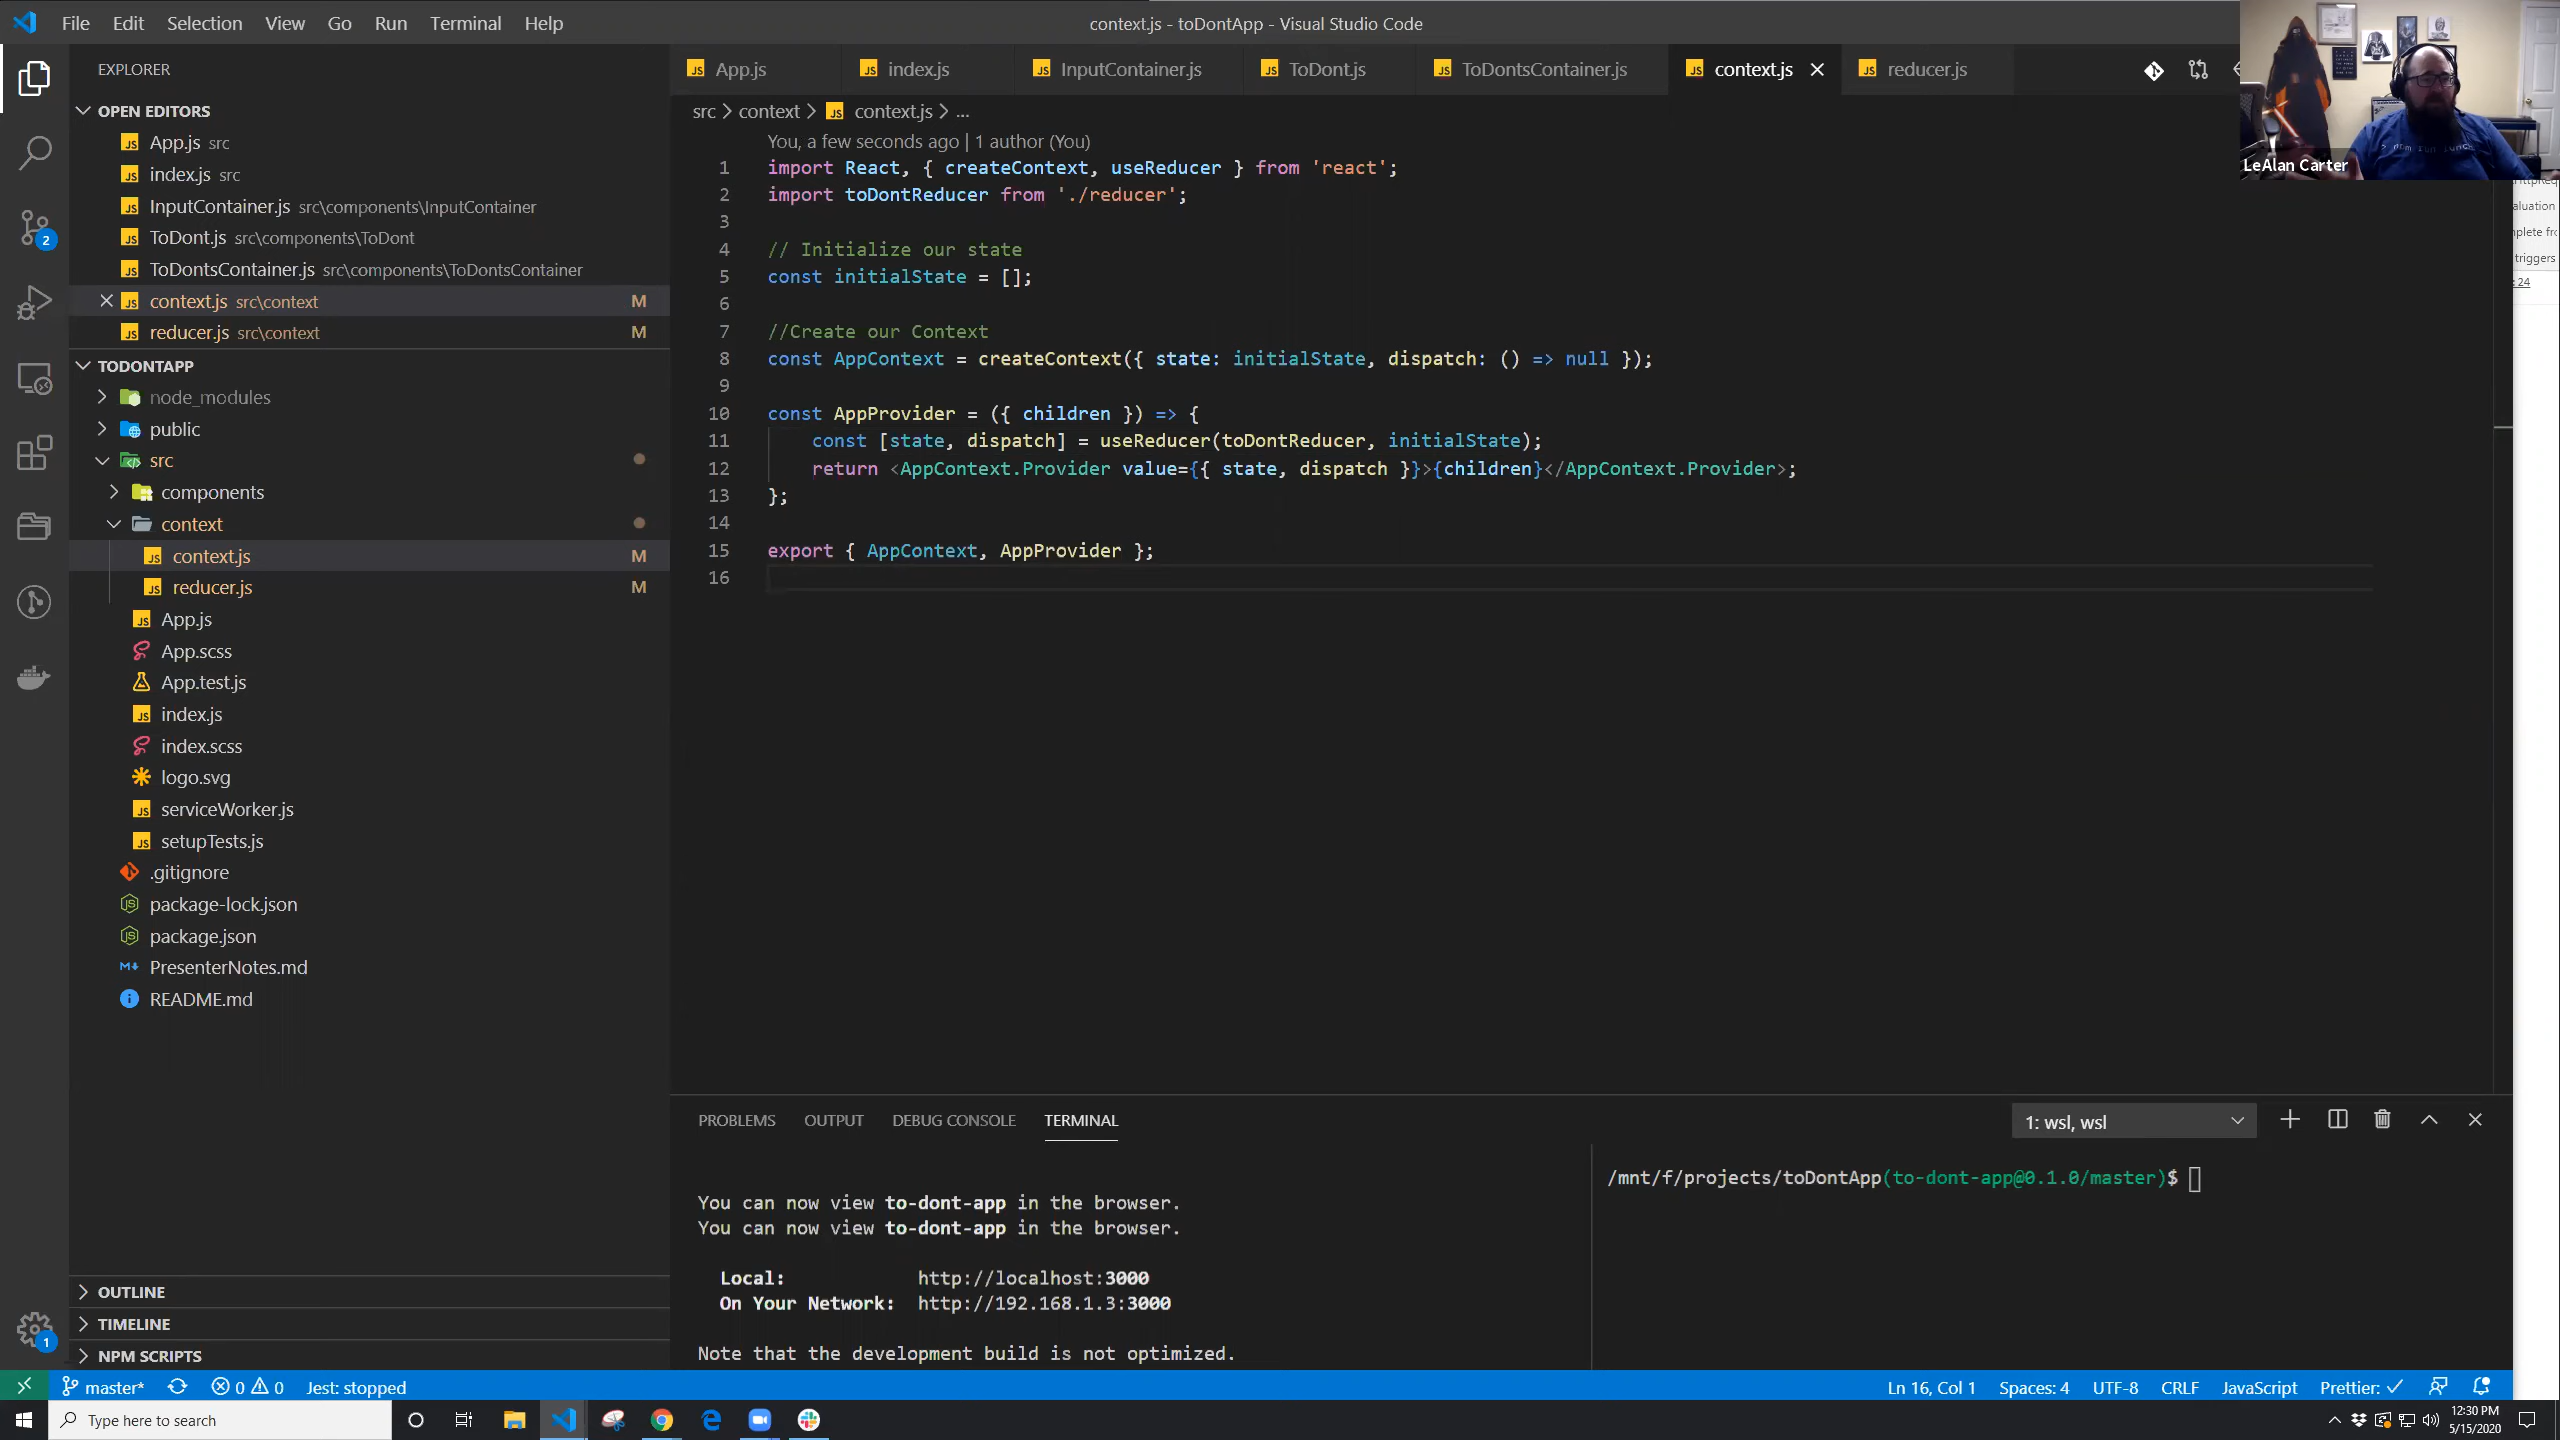 File Edit Selection View Go Run Terminal Help
context.js - toDontApp - Visual Studio Code
EXPLORER
OPEN EDITORS
App.js src
index.js src
InputContainer.js src\components\InputContainer
ToDont.js src\components\ToDont
ToDontsContainer.js src\components\ToDontsContainer
context.js src\context M
reducer.js src\context M
TODONTAPP
node_modules
public
src
components
context
context.js M
reducer.js M
App.js
App.scss
App.test.js
index.js
index.scss
logo.svg
serviceWorker.js
setupTests.js
.gitignore
package-lock.json
package.json
PresenterNotes.md
README.md
OUTLINE
TIMELINE
NPM SCRIPTS
2
1
App.js index.js InputContainer.js ToDont.js ToDontsContainer.js context.js reducer.js
src > context > context.js > ...
You, a few seconds ago | 1 author (You)
1 import React, { createContext, useReducer } from 'react';
2 import toDontReducer from './reducer';
3
4 // Initialize our state
5 const initialState = [];
6
7 //Create our Context
8 const AppContext = createContext({ state: initialState, dispatch: () => null });
9
10 const AppProvider = ({ children }) => {
11 const [state, dispatch] = useReducer(toDontReducer, initialState);
12 return <AppContext.Provider value={{ state, dispatch }}>{children}</AppContext.Provider>;
13 };
14
15 export { AppContext, AppProvider };
16
LeAlan Carter
aluation
triggers
24
PROBLEMS OUTPUT DEBUG CONSOLE TERMINAL
1: wsl, wsl
You can now view to-dont-app in the browser.
You can now view to-dont-app in the browser.
Local: http://localhost:3000
On Your Network: http://192.168.1.3:3000
Note that the development build is not optimized.
/mnt/f/projects/toDontApp(to-dont-app@0.1.0/master)$
master* 0 0 Jest: stopped
Ln 16, Col 1 Spaces: 4 UTF-8 CRLF JavaScript Prettier: ✓
Type here to search
12:30 PM
5/15/2020